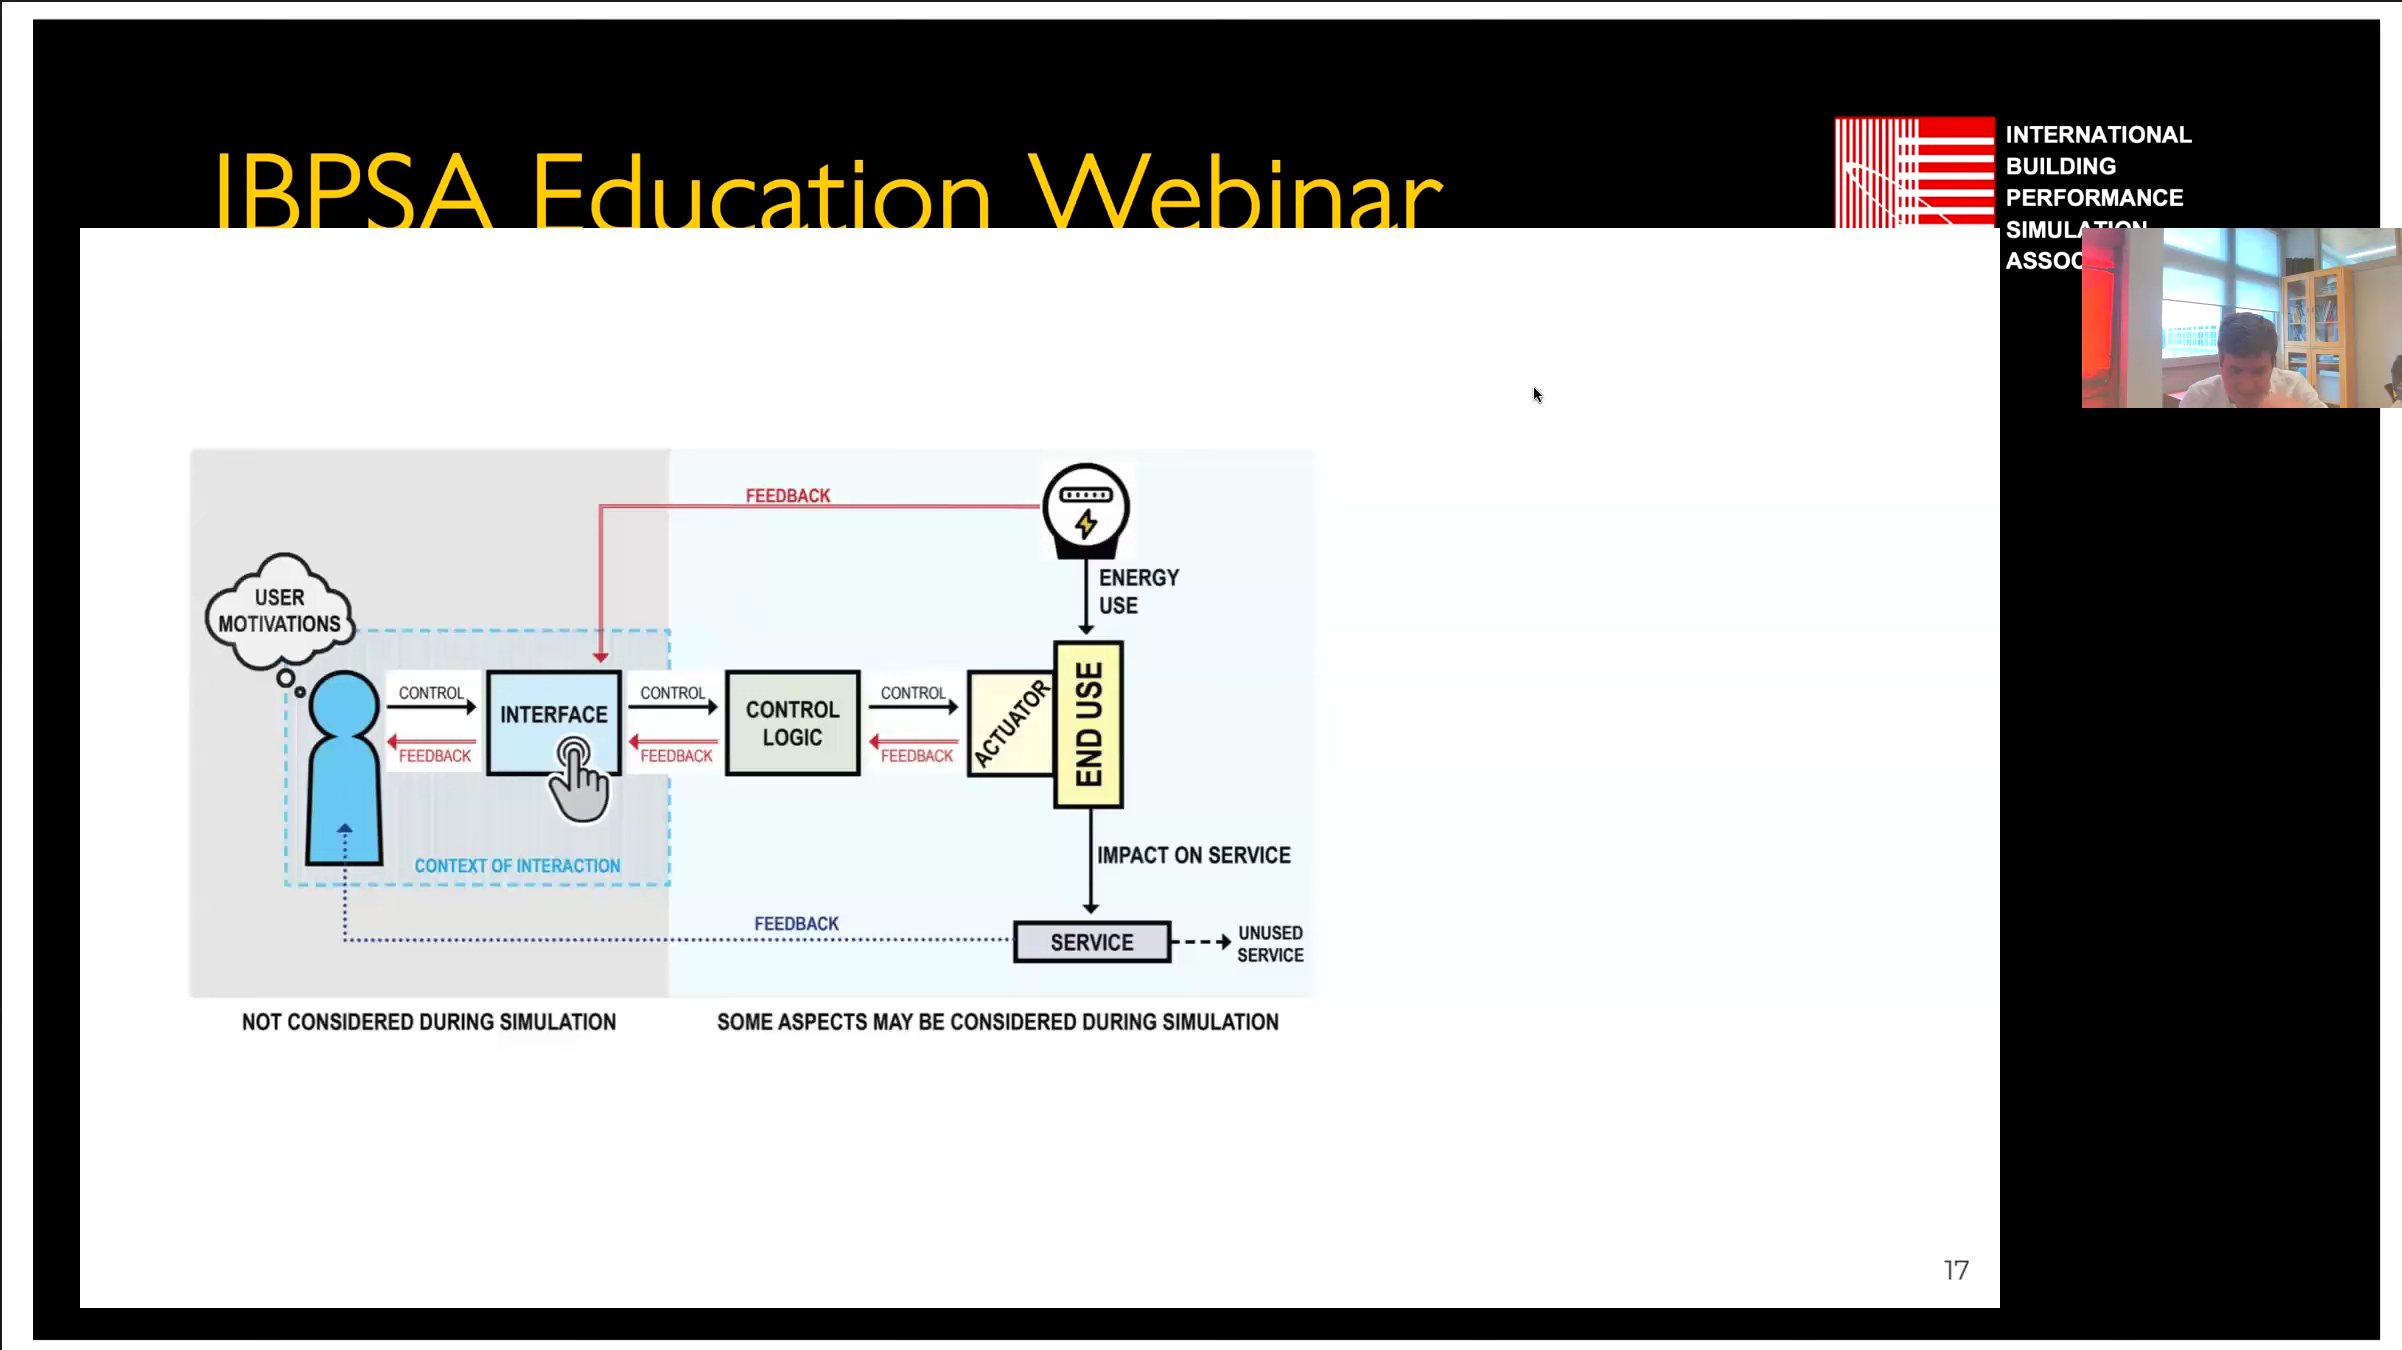 IBPSA Education Webinar
INTERNATIONAL
BUILDING
PERFORMANCE
SIMULATION
FEEDBACK
ENERGY
USE
USER
MOTIVATIONS
CONTROL
CONTROL
CONTROL
INTERFACE
CONTROL
LOGIC
ACTUATOR
END USE
FEEDBACK
FEEDBACK
FEEDBACK
CONTEXT OF INTERACTION
IMPACT ON SERVICE
FEEDBACK
SERVICE
UNUSED
SERVICE
NOT CONSIDERED DURING SIMULATION
SOME ASPECTS MAY BE CONSIDERED DURING SIMULATION
17